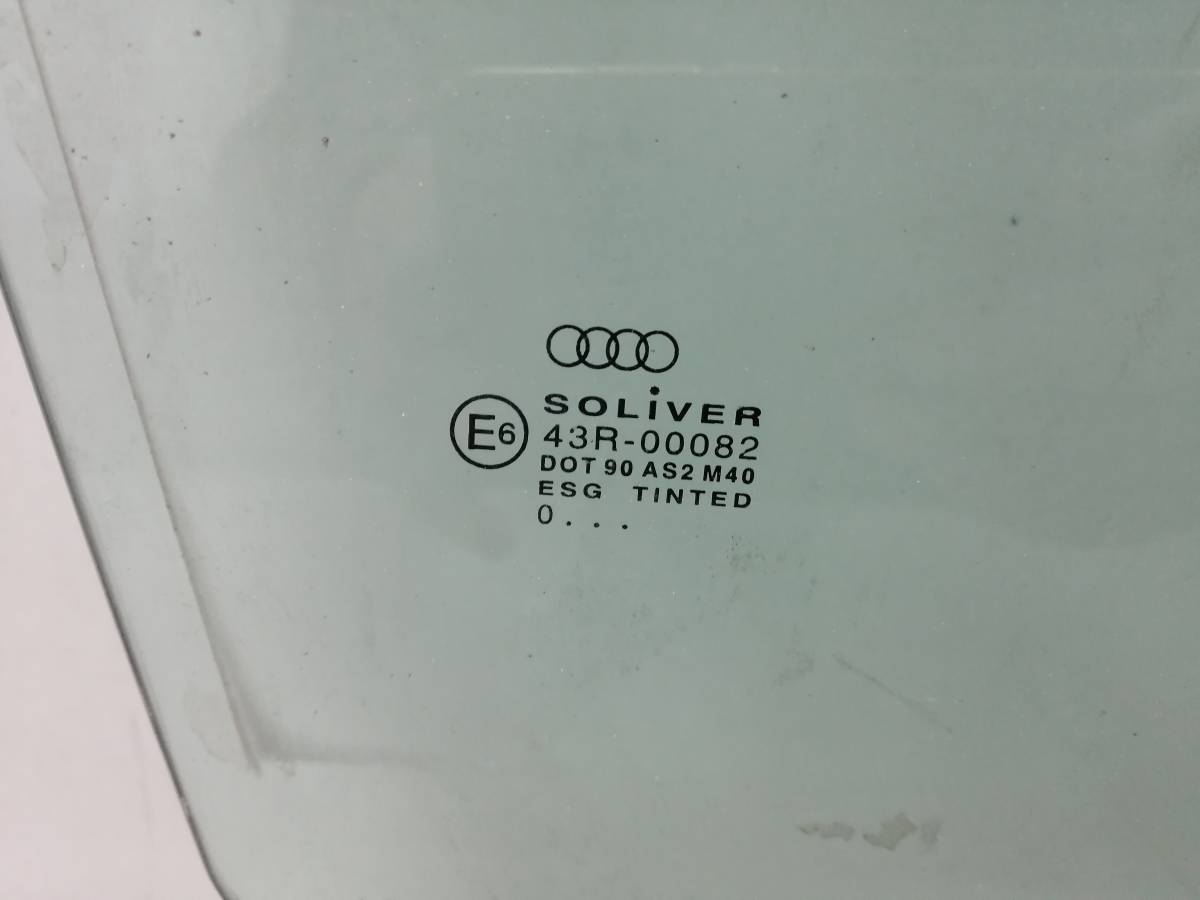 SOLiVER
E6 43R-00082
DOT 90 AS2 M40
ESG TINTED
0. . .